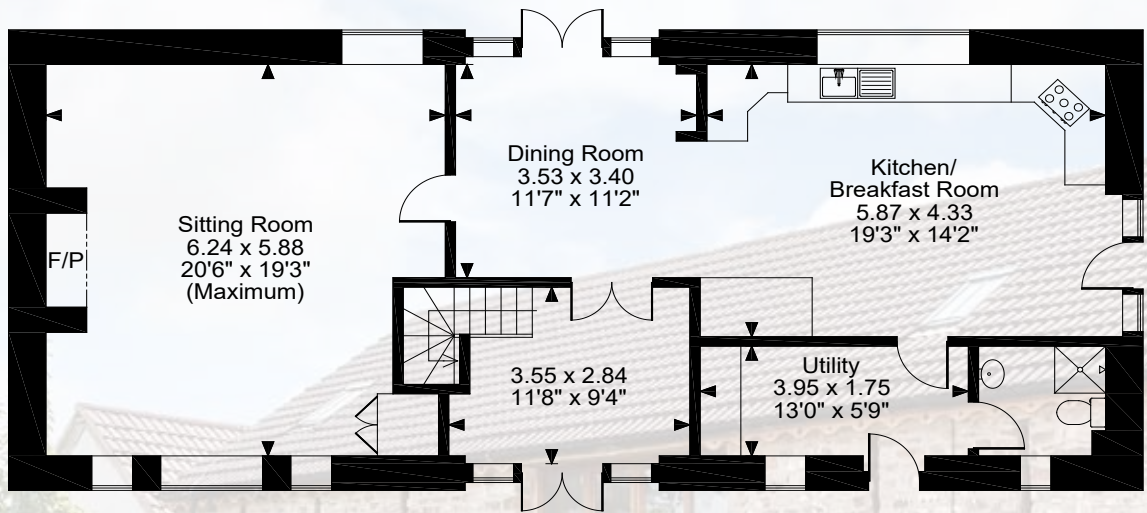 Dining Room
3.53 x 3.40
11'7" x 11'2"
Kitchen/
Breakfast Room
5.87 x 4.33
19'3" x 14'2"
Sitting Room
6.24 x 5.88
20'6" x 19'3"
(Maximum)
F/P
3.55 x 2.84
11'8" x 9'4"
Utility
3.95 x 1.75
13'0" x 5'9"